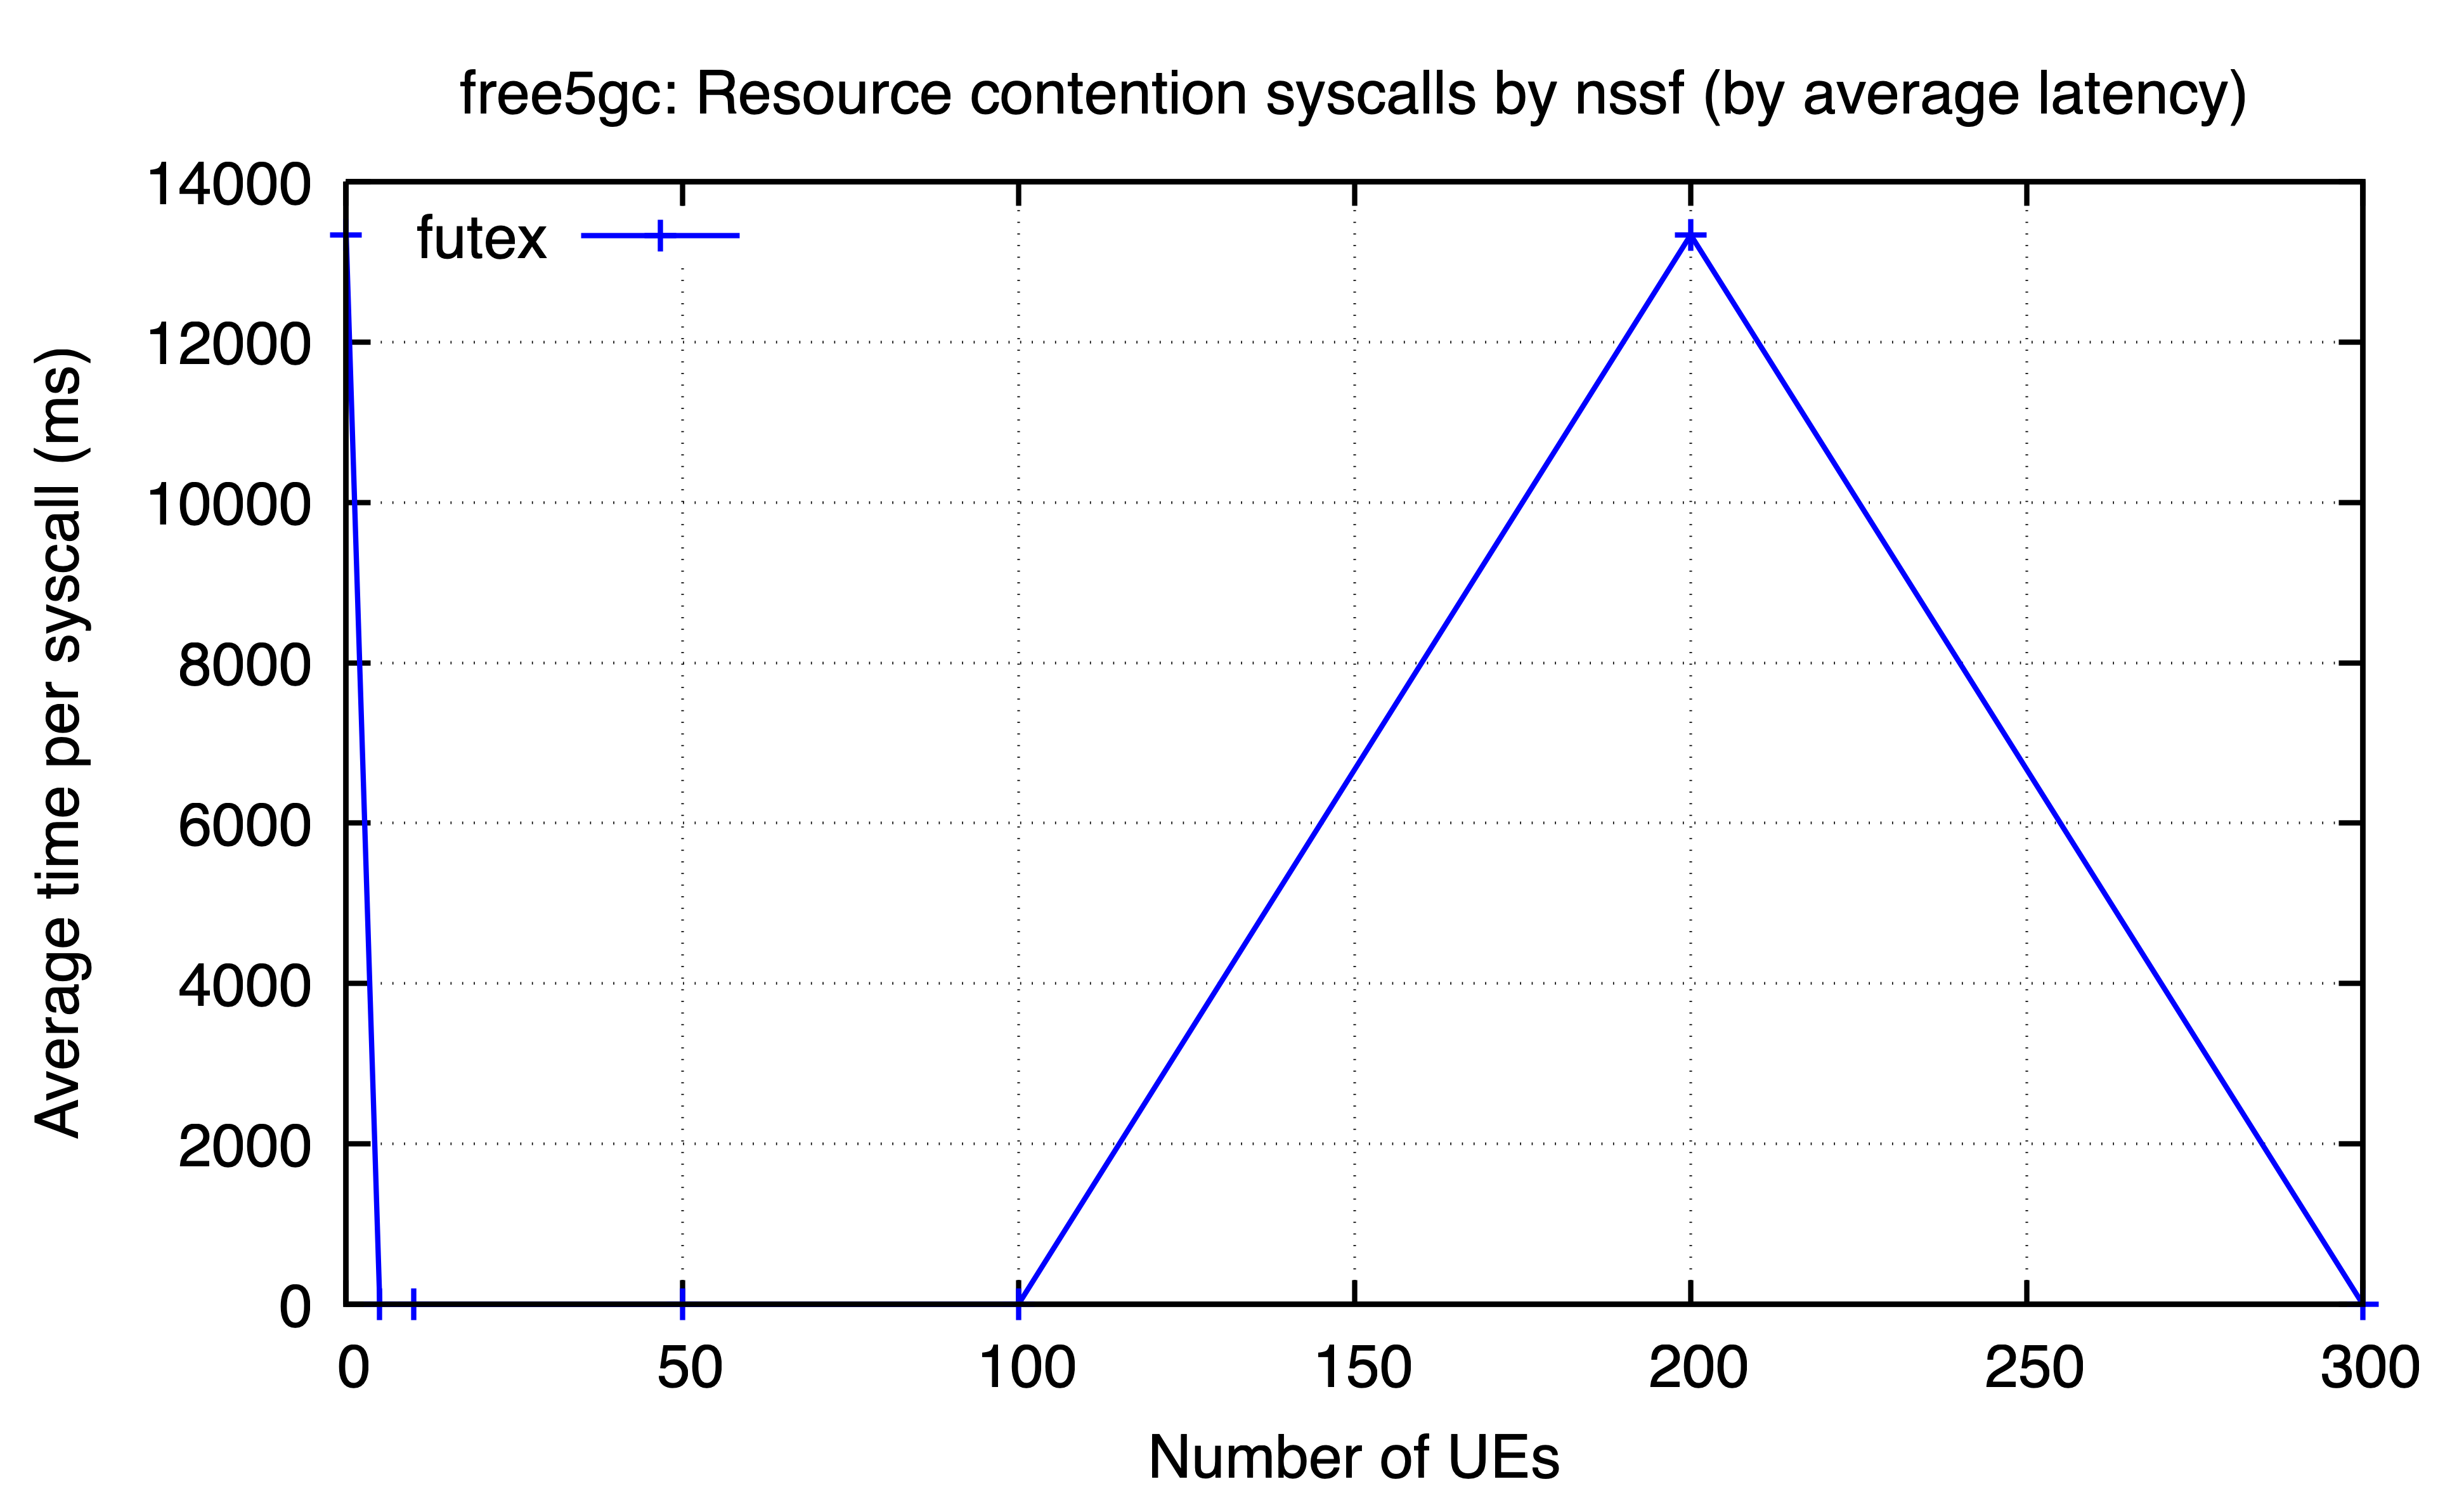 free5gc: Resource contention syscalls by nssf (by average latency)
Average time per syscall (ms)
14000
12000
10000
8000
6000
4000
2000
0
futex
0 50 100 150 200 250 300
Number of UEs